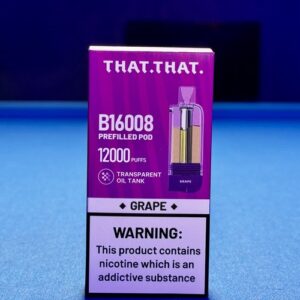 THAT.THAT.
B16008
PREFILLED POD
12000 PUFFS
TRANSPARENT
OIL TANK
GRAPE
◆ GRAPE ◆
WARNING:
This product contains
nicotine which is an
addictive substance